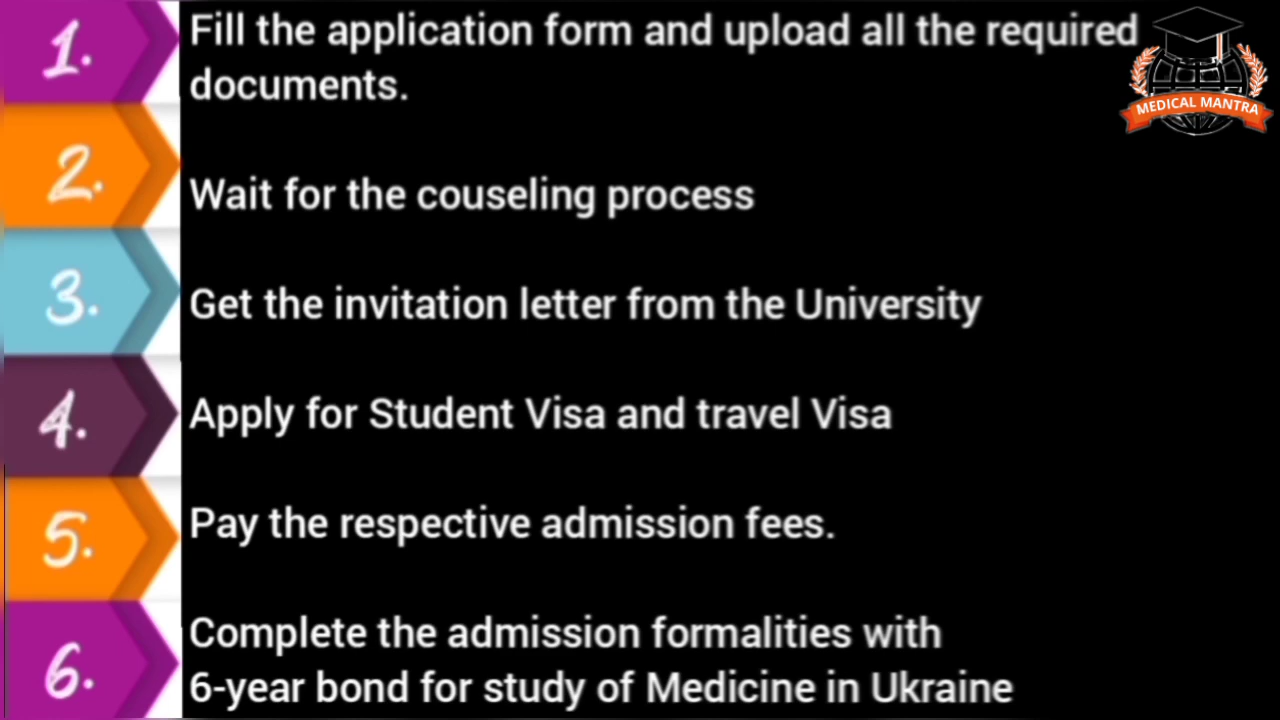 1. Fill the application form and upload all the required
documents.
MEDICAL MANTRA
2. Wait for the couseling process
3. Get the invitation letter from the University
4. Apply for Student Visa and travel Visa
5. Pay the respective admission fees.
6. Complete the admission formalities with
6-year bond for study of Medicine in Ukraine